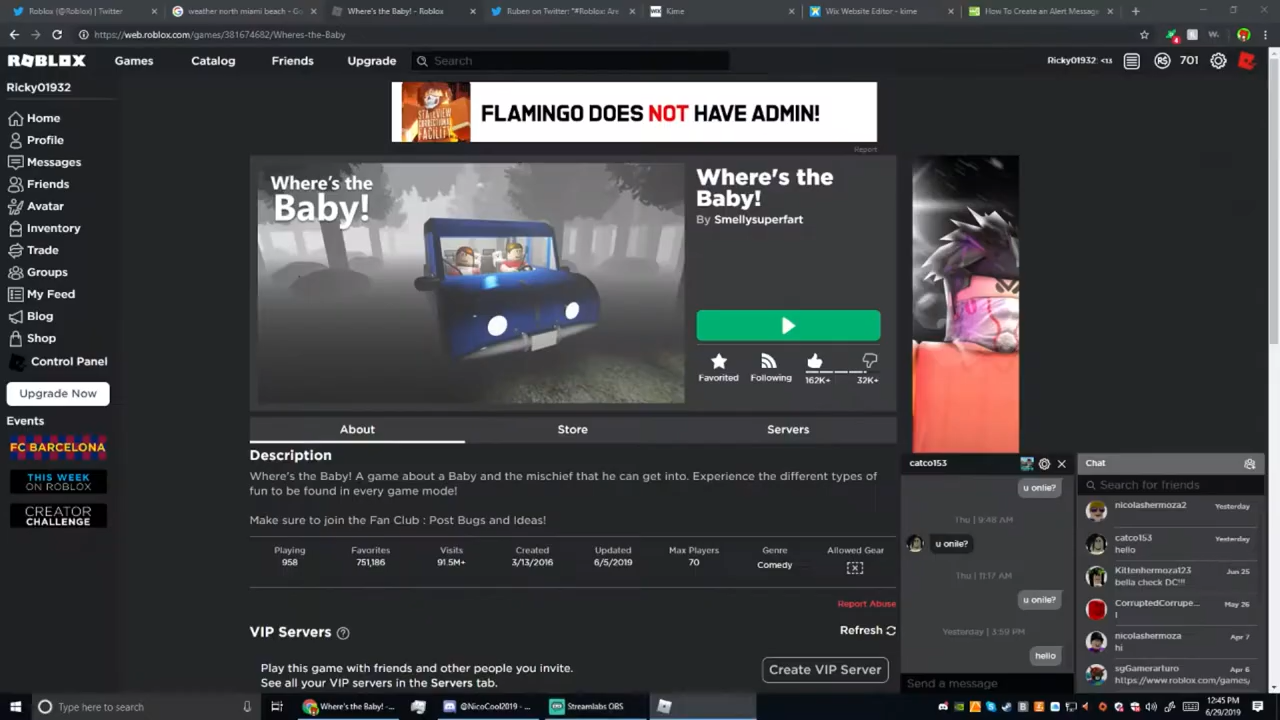 Roblox (@Roblox) | Twitter
weather north miami beach - Go
Where's the Baby! - Roblox
Ruben on Twitter: "#Roblox: Are
Kime
Wix Website Editor - kime
How To Create an Alert Message
https://web.roblox.com/games/381674682/Wheres-the-Baby
ROBLOX
Games
Catalog
Friends
Upgrade
Search
Ricky01932 <13
701
Ricky01932
Home
Profile
Messages
Friends
Avatar
Inventory
Trade
Groups
My Feed
Blog
Shop
Control Panel
Upgrade Now
Events
FC BARCELONA
THIS WEEK
ON ROBLOX
CREATOR
CHALLENGE
STATEVIEW
FLAMINGO DOES NOT HAVE ADMIN!
Report
Where's the
Baby!
Where's the
Baby!
By Smellysuperfart
Favorited
Following
162K+
32K+
About
Store
Servers
Description
Where's the Baby! A game about a Baby and the mischief that he can get into. Experience the different types of
fun to be found in every game mode!
Make sure to join the Fan Club : Post Bugs and Ideas!
Playing
Favorites
Visits
Created
Updated
Max Players
Genre
Allowed Gear
958
751,186
91.5M+
3/13/2016
6/5/2019
70
Comedy
Report Abuse
VIP Servers
Refresh
Play this game with friends and other people you invite.
See all your VIP servers in the Servers tab.
Create VIP Server
catco153
u onlie?
Thu | 9:48 AM
u onile?
Thu | 11:17 AM
u onile?
Yesterday | 3:59 PM
hello
Send a message
Chat
Search for friends
nicolashermoza2
Yesterday
catco153
Yesterday
hello
Kittenhermoza123
Jun 25
bella check DC!!!
CorruptedCorrupe...
May 26
nicolashermoza
Apr 7
hi
sgGamerarturo
Apr 6
https://www.roblox.com/games/
Type here to search
Where's the Baby! - ...
@NicoCool2019 - ...
Streamlabs OBS
12:45 PM
6/29/2019